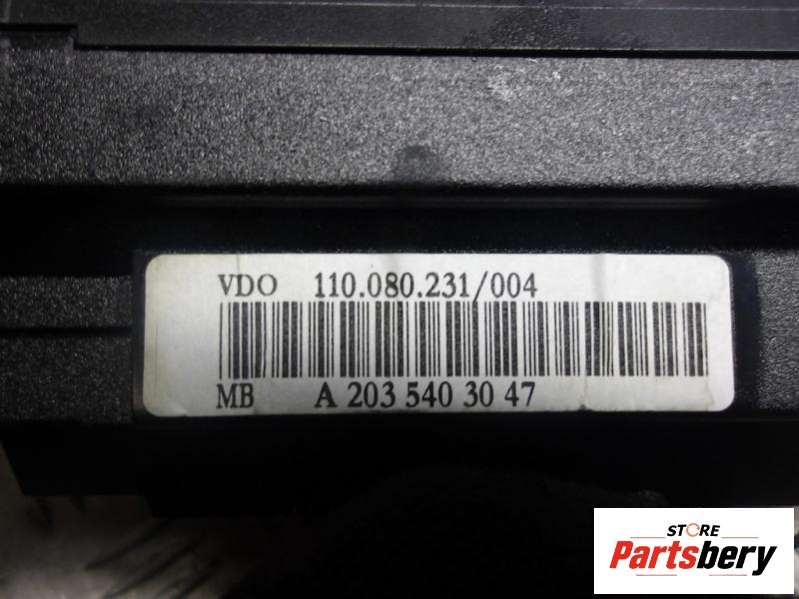 VDO 110.080.231/004
MB A 203 540 30 47
STORE
Partsbery